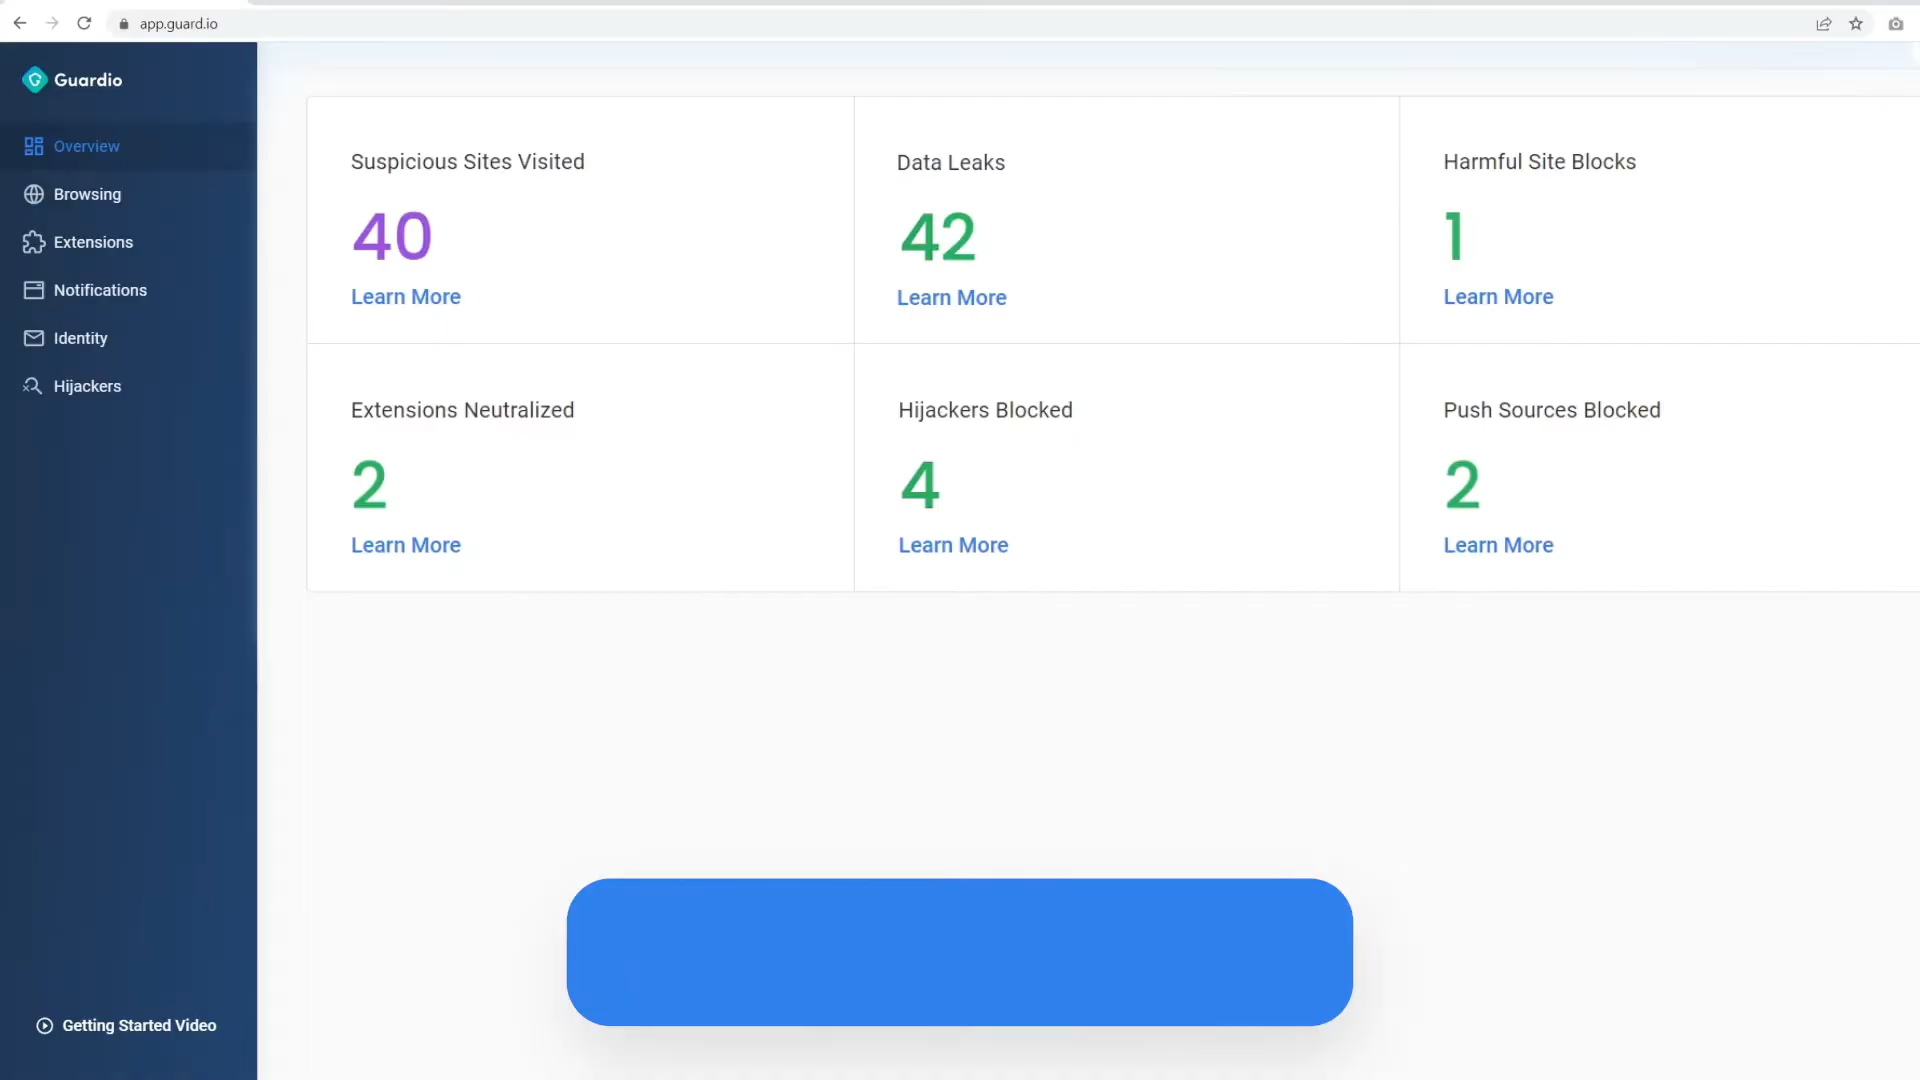 app.guard.io
Guardio
Overview
Browsing
Extensions
Notifications
Identity
Hijackers
Getting Started Video
Suspicious Sites Visited
40
Learn More
Data Leaks
42
Learn More
Harmful Site Blocks
1
Learn More
Extensions Neutralized
2
Learn More
Hijackers Blocked
4
Learn More
Push Sources Blocked
2
Learn More